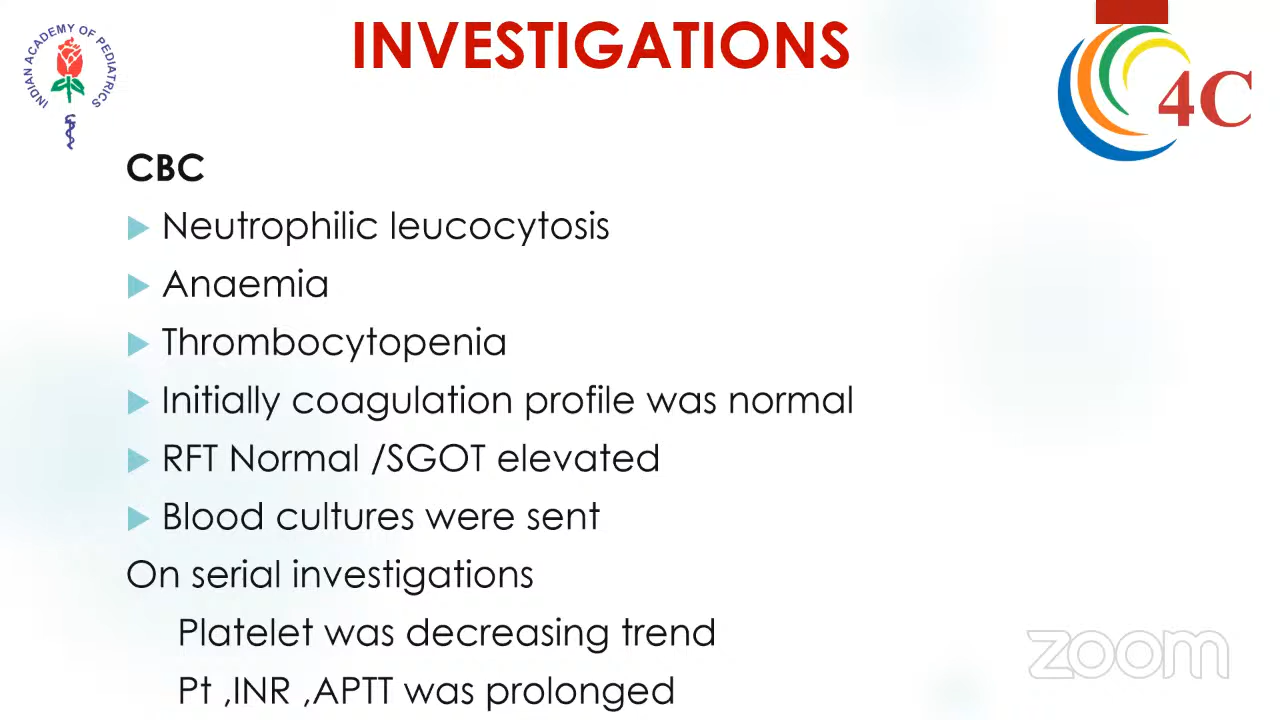 INVESTIGATIONS
INDIAN ACADEMY OF PEDIATRICS
4C
CBC
Neutrophilic leucocytosis
Anaemia
Thrombocytopenia
Initially coagulation profile was normal
RFT Normal /SGOT elevated
Blood cultures were sent
On serial investigations
Platelet was decreasing trend
Pt ,INR ,APTT was prolonged
zoom